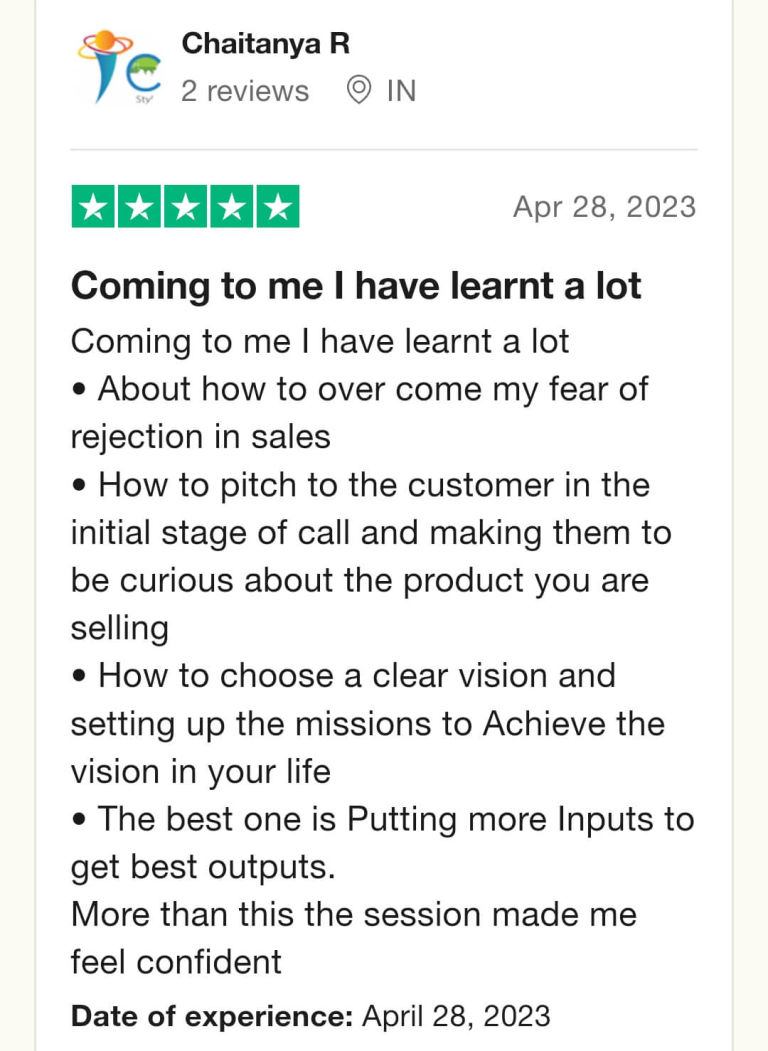 Chaitanya R
2 reviews IN
Sty'
Apr 28, 2023
Coming to me I have learnt a lot
Coming to me I have learnt a lot
• About how to over come my fear of
rejection in sales
• How to pitch to the customer in the
initial stage of call and making them to
be curious about the product you are
selling
• How to choose a clear vision and
setting up the missions to Achieve the
vision in your life
• The best one is Putting more Inputs to
get best outputs.
More than this the session made me
feel confident
Date of experience: April 28, 2023